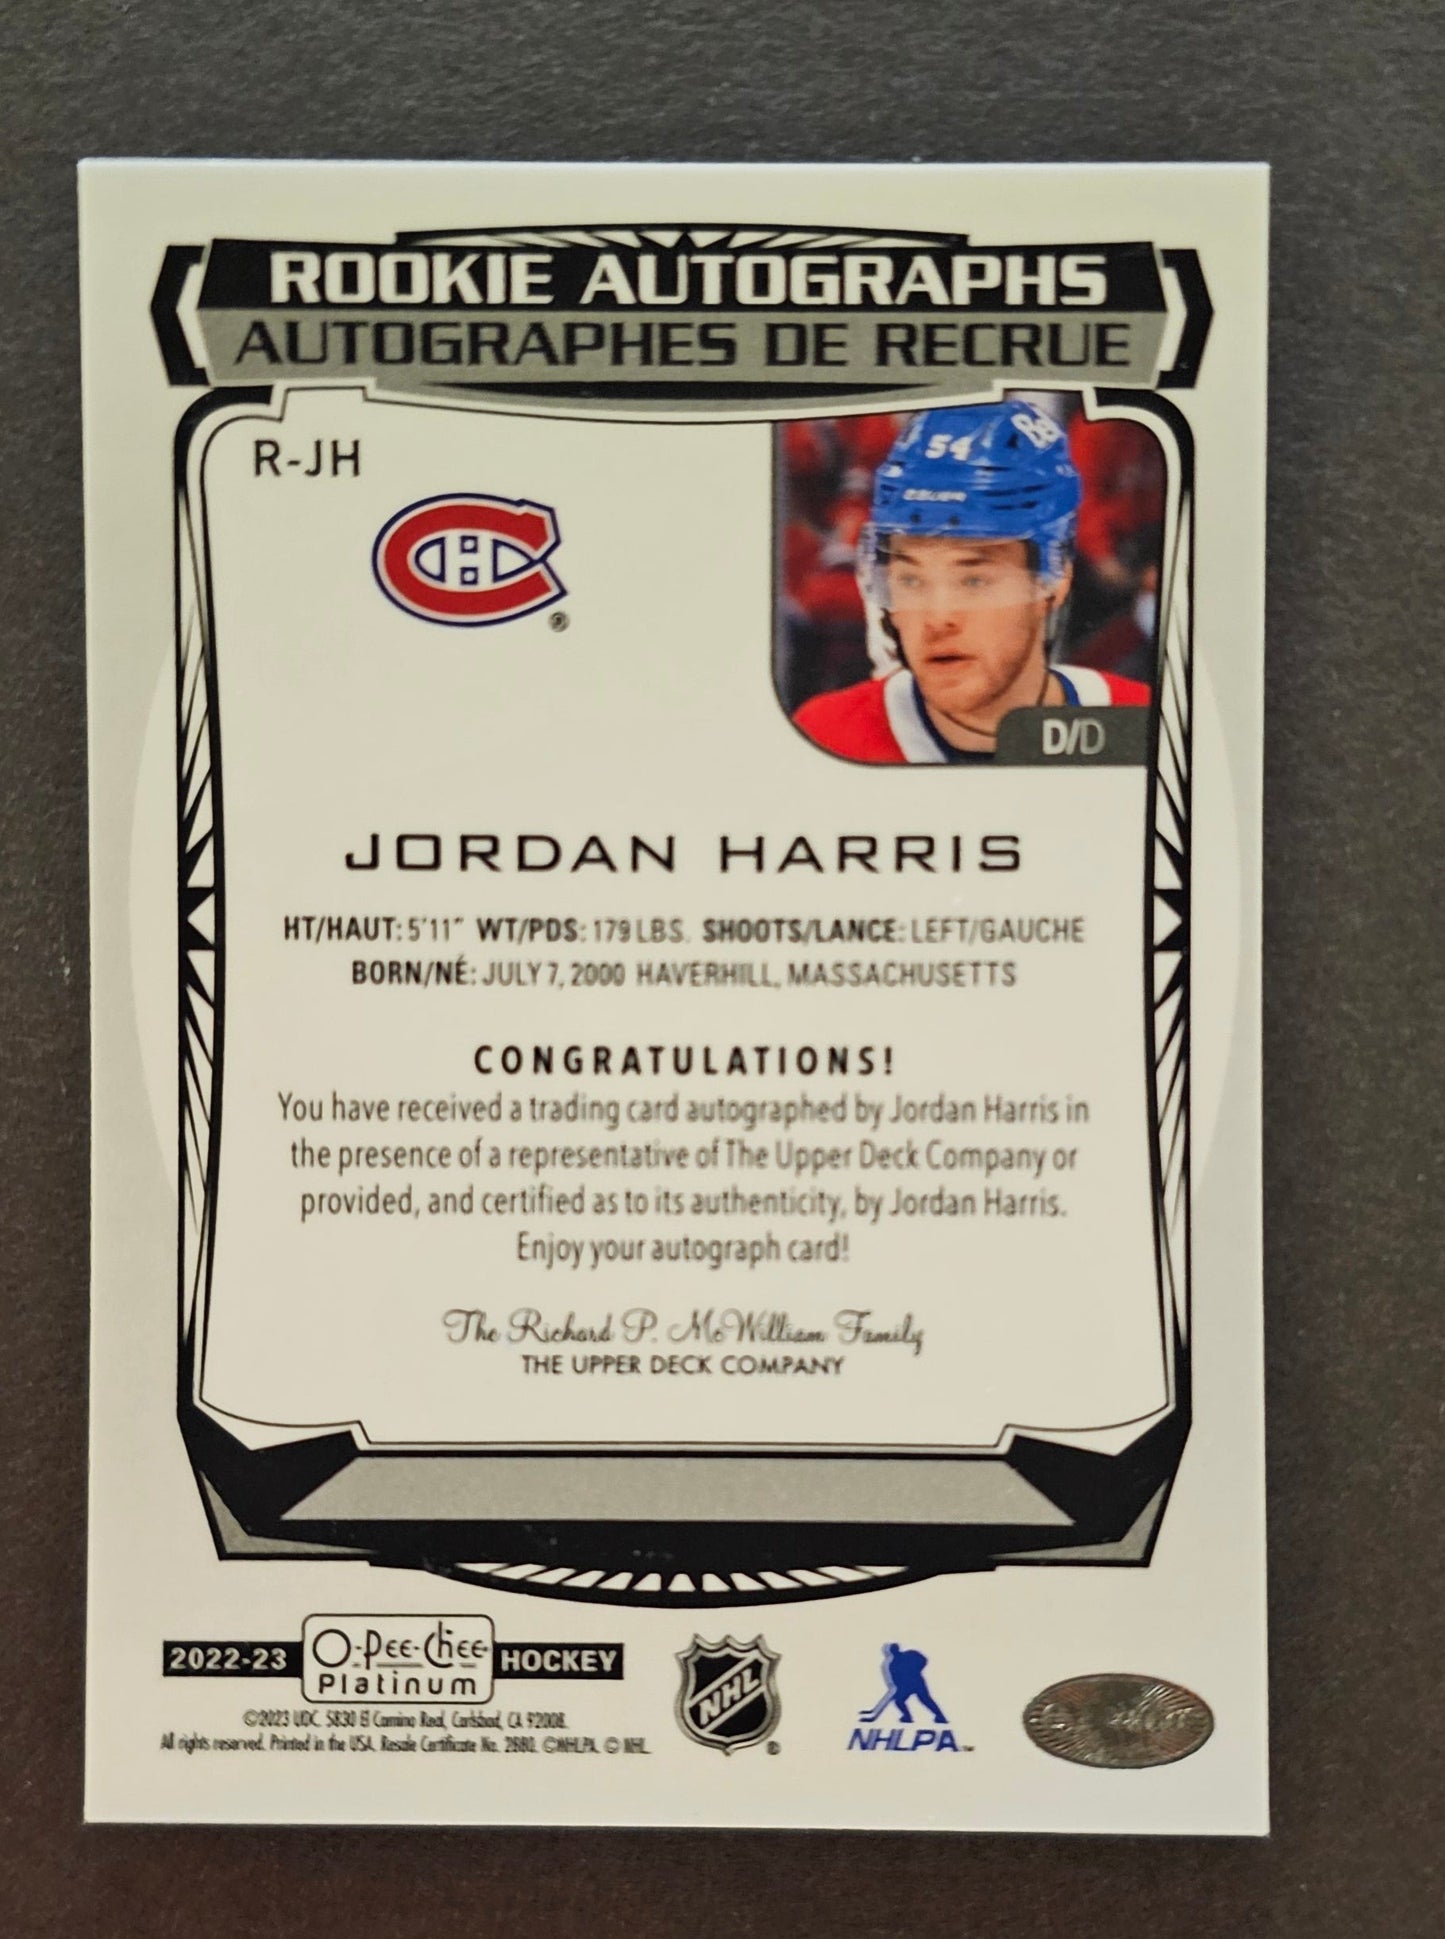 ROOKIE AUTOGRAPHS
AUTOGRAPHES DE RECRUE
R-JH
54
BAUER
D/D
JORDAN HARRIS
HT/HAUT: 5'11" WT/PDS: 179 LBS. SHOOTS/LANCE: LEFT/GAUCHE
BORN/NÉ: JULY 7, 2000 HAVERHILL, MASSACHUSETTS
CONGRATULATIONS!
You have received a trading card autographed by Jordan Harris in
the presence of a representative of The Upper Deck Company or
provided, and certified as to its authenticity, by Jordan Harris.
Enjoy your autograph card!
The Richard P. McWilliam Family
THE UPPER DECK COMPANY
2022-23 O-Pee-Chee Platinum HOCKEY
©2023 UDC. 5830 El Camino Real, Carlsbad, CA 92008.
All rights reserved. Printed in the USA. Resale Certificate No. 2880. ©NHLPA. © NHL.
NHL
NHLPA